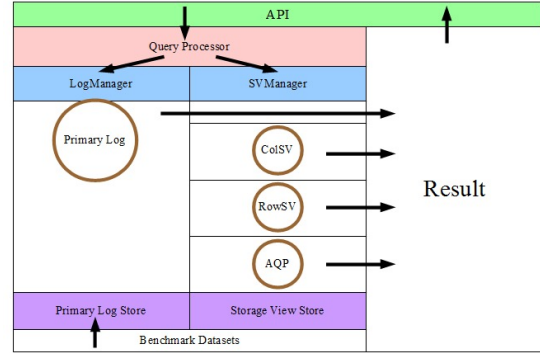 API
Query Processor
LogManager
SVManager
Primary Log
ColSV
RowSV
AQP
Result
Primary Log Store
Storage View Store
Benchmark Datasets